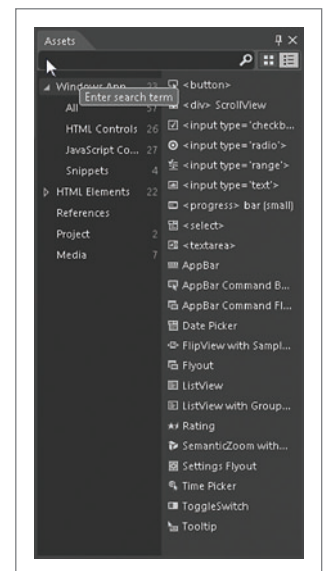 Assets
Windows App... 23
Enter search term
All 57
HTML Controls 26
JavaScript Co... 27
Snippets 4
HTML Elements 22
References
Project 2
Media 7
<button>
<div> ScrollView
<input type='checkb...
<input type='radio'>
<input type='range'>
<input type='text'>
<progress> bar (small)
<select>
<textarea>
AppBar
AppBar Command B...
AppBar Command Fl...
Date Picker
FlipView with Sampl...
Flyout
ListView
ListView with Group...
Rating
SemanticZoom with...
Settings Flyout
Time Picker
ToggleSwitch
Tooltip